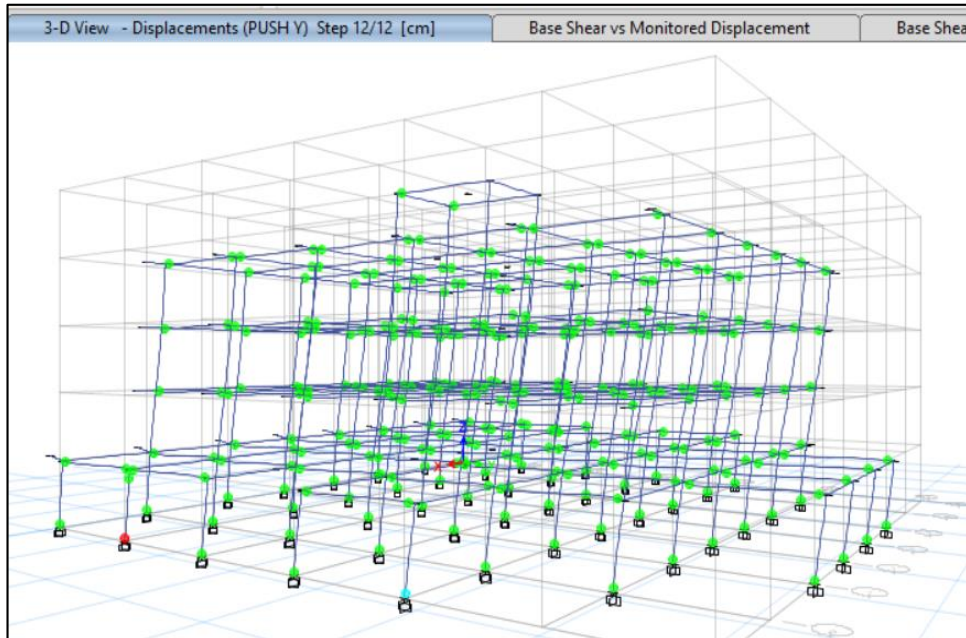 3-D View - Displacements (PUSH Y) Step 12/12 [cm]
Base Shear vs Monitored Displacement
Base Shea
Z
X